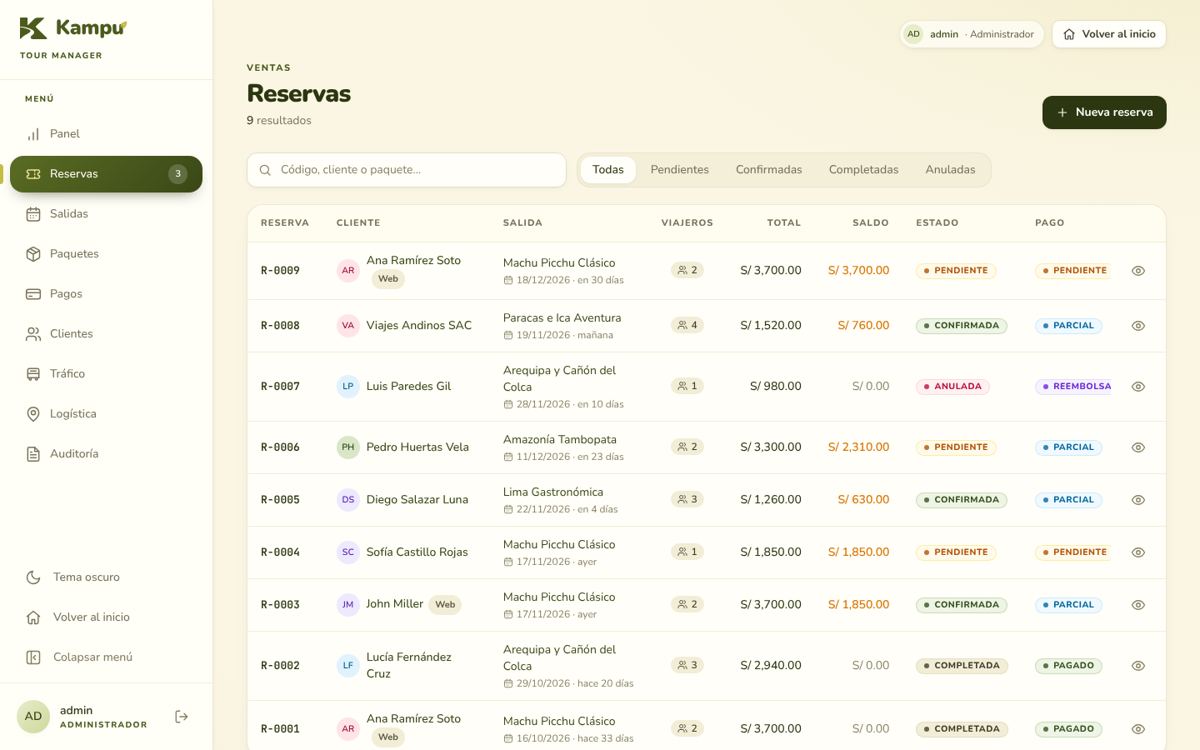 Kampu
TOUR MANAGER
MENÚ
Panel
Reservas 3
Salidas
Paquetes
Pagos
Clientes
Tráfico
Logística
Auditoría
Tema oscuro
Volver al inicio
Colapsar menú
AD admin
ADMINISTRADOR
AD admin · Administrador Volver al inicio
VENTAS
Reservas
9 resultados
Nueva reserva
Código, cliente o paquete... Todas Pendientes Confirmadas Completadas Anuladas
RESERVA CLIENTE SALIDA VIAJEROS TOTAL SALDO ESTADO PAGO
R-0009 AR Ana Ramírez Soto Web Machu Picchu Clásico 2 S/ 3,700.00 S/ 3,700.00 PENDIENTE PENDIENTE
18/12/2026 · en 30 días
R-0008 VA Viajes Andinos SAC Paracas e Ica Aventura 4 S/ 1,520.00 S/ 760.00 CONFIRMADA PARCIAL
19/11/2026 · mañana
R-0007 LP Luis Paredes Gil Arequipa y Cañón del Colca 1 S/ 980.00 S/ 0.00 ANULADA REEMBOLSA
28/11/2026 · en 10 días
R-0006 PH Pedro Huertas Vela Amazonía Tambopata 2 S/ 3,300.00 S/ 2,310.00 PENDIENTE PARCIAL
11/12/2026 · en 23 días
R-0005 DS Diego Salazar Luna Lima Gastronómica 3 S/ 1,260.00 S/ 630.00 CONFIRMADA PARCIAL
22/11/2026 · en 4 días
R-0004 SC Sofía Castillo Rojas Machu Picchu Clásico 1 S/ 1,850.00 S/ 1,850.00 PENDIENTE PENDIENTE
17/11/2026 · ayer
R-0003 JM John Miller Web Machu Picchu Clásico 2 S/ 3,700.00 S/ 1,850.00 CONFIRMADA PARCIAL
17/11/2026 · ayer
R-0002 LF Lucía Fernández Cruz Arequipa y Cañón del Colca 3 S/ 2,940.00 S/ 0.00 COMPLETADA PAGADO
29/10/2026 · hace 20 días
R-0001 AR Ana Ramírez Soto Web Machu Picchu Clásico 2 S/ 3,700.00 S/ 0.00 COMPLETADA PAGADO
16/10/2026 · hace 33 días